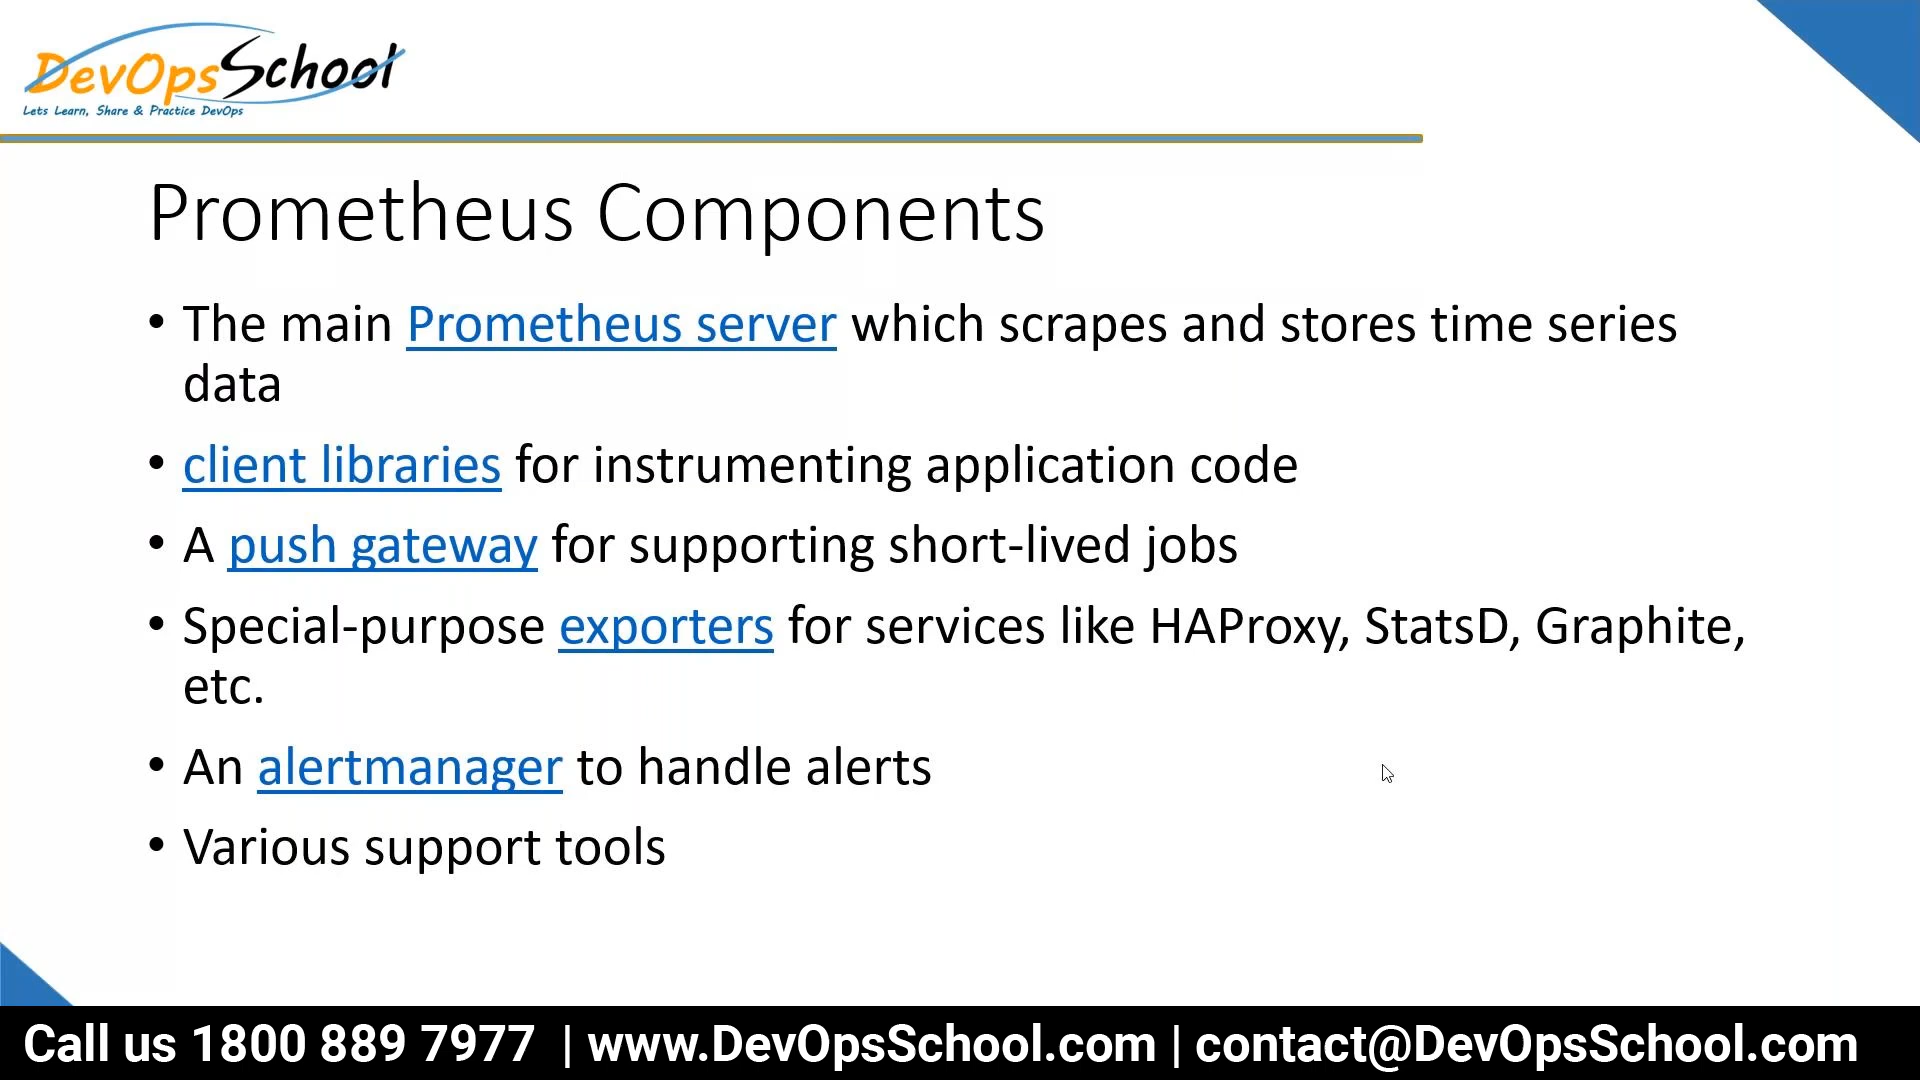 DevOpsSchool
Lets Learn, Share & Practice DevOps
Prometheus Components
• The main Prometheus server which scrapes and stores time series
data
• client libraries for instrumenting application code
• A push gateway for supporting short-lived jobs
• Special-purpose exporters for services like HAProxy, StatsD, Graphite,
etc.
• An alertmanager to handle alerts
• Various support tools
Call us 1800 889 7977 | www.DevOpsSchool.com | contact@DevOpsSchool.com